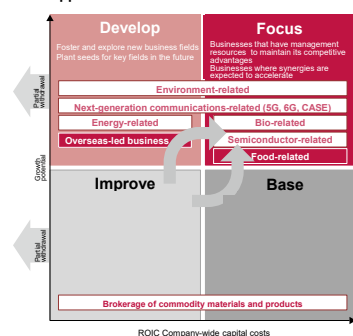 Develop
Foster and explore new business fields
Plant seeds for key fields in the future
Focus
Businesses that have management
resources to maintain its competitive
advantages
Businesses where synergies are
expected to accelerate
Environment-related
Next-generation communications-related (5G, 6G, CASE)
Energy-related
Bio-related
Overseas-led business
Semiconductor-related
Food-related
Partial
withdrawal
Growth
potential
Improve
Base
Partial
withdrawal
Brokerage of commodity materials and products
ROIC Company-wide capital costs